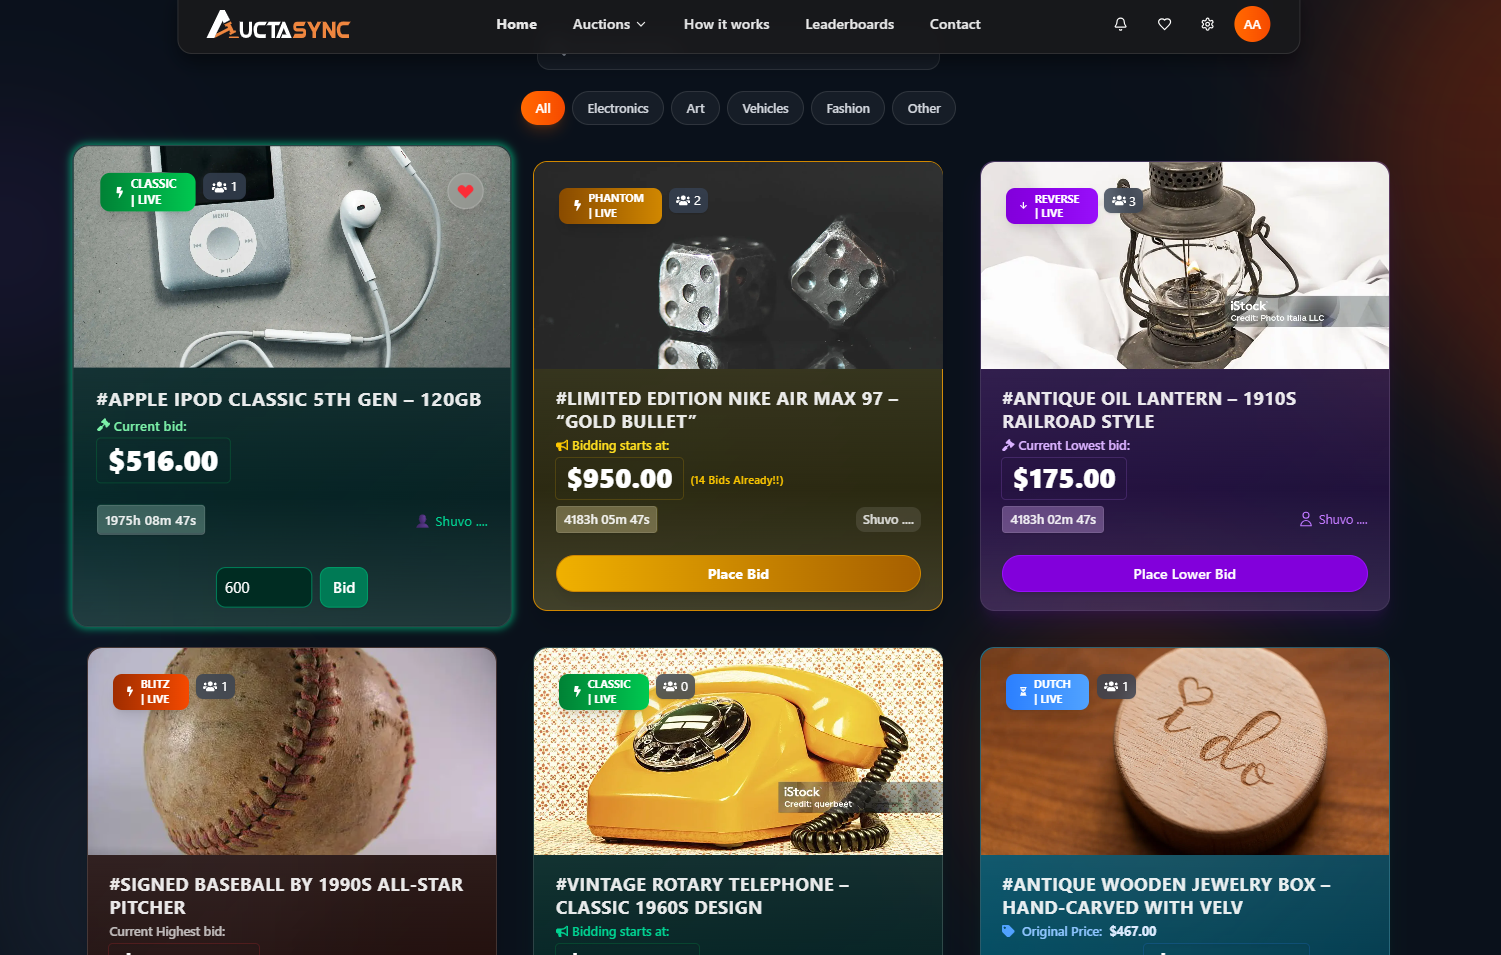 AUCTASYNC
Home
Auctions
How it works
Leaderboards
Contact
AA
All
Electronics
Art
Vehicles
Fashion
Other
CLASSIC
| LIVE
1
MENU
#APPLE IPOD CLASSIC 5TH GEN – 120GB
Current bid:
$516.00
1975h 08m 47s
Shuvo ....
600
Bid
PHANTOM
| LIVE
2
#LIMITED EDITION NIKE AIR MAX 97 –
“GOLD BULLET”
Bidding starts at:
$950.00
(14 Bids Already!!)
4183h 05m 47s
Shuvo ....
Place Bid
REVERSE
| LIVE
3
iStock
Credit: Photo Italia LLC
#ANTIQUE OIL LANTERN – 1910S
RAILROAD STYLE
Current Lowest bid:
$175.00
4183h 02m 47s
Shuvo ....
Place Lower Bid
BLITZ
| LIVE
1
#SIGNED BASEBALL BY 1990S ALL-STAR
PITCHER
Current Highest bid:
CLASSIC
| LIVE
0
iStock
Credit: querbeet
#VINTAGE ROTARY TELEPHONE –
CLASSIC 1960S DESIGN
Bidding starts at:
DUTCH
| LIVE
1
i do
#ANTIQUE WOODEN JEWELRY BOX –
HAND-CARVED WITH VELV
Original Price: $467.00